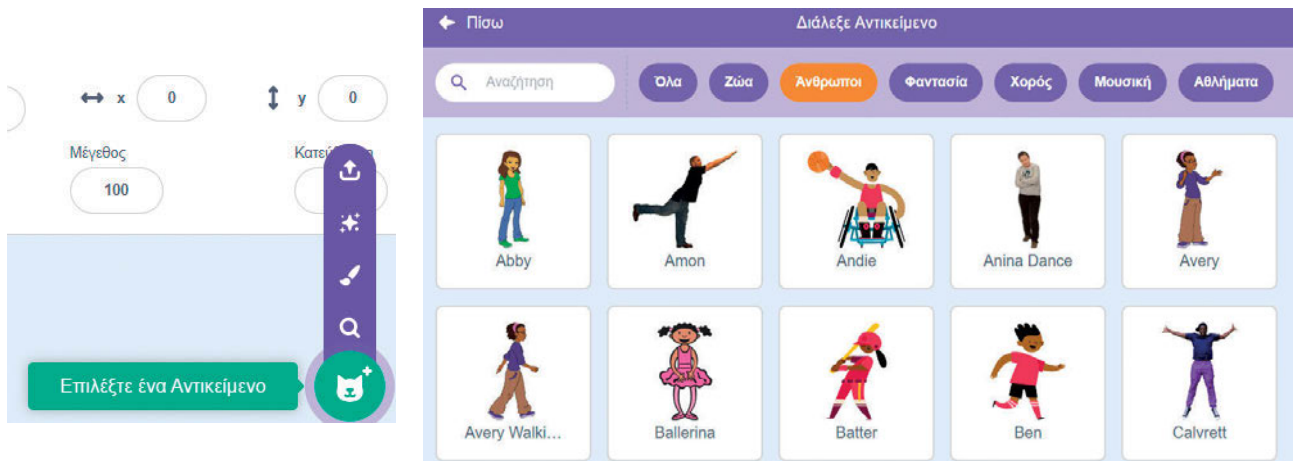 x 0 y 0
Μέγεθος
100
Επιλέξτε ένα Αντικείμενο
Πίσω
Διάλεξε Αντικείμενο
Αναζήτηση
Όλα Ζώα Άνθρωποι Φαντασία Χορός Μουσική Αθλήματα
Abby Amon Andie Anina Dance Avery
Avery Walki... Ballerina Batter Ben Calvrett